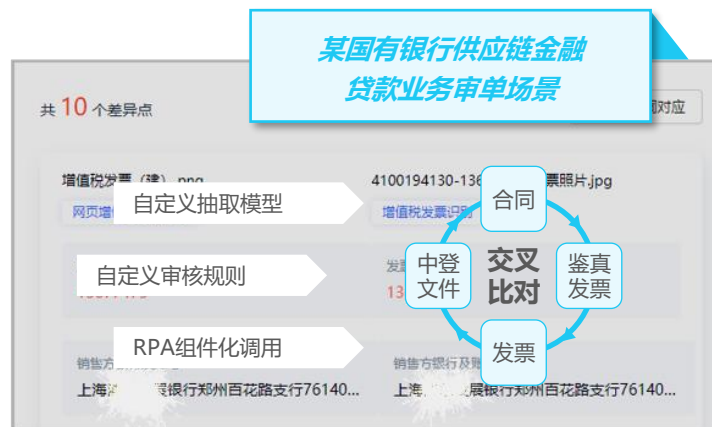 某国有银行供应链金融
贷款业务审单场景
共 10 个差异点
对应
增值税发票（建）.png
4100194130-136
票照片.jpg
自定义抽取模型
网页增
增值税发票识别
合同
自定义审核规则
中登
文件
交叉
比对
鉴真
发票
13
RPA组件化调用
发票
销售方
销售方银行及账
上海
展银行郑州百花路支行76140...
上海
展银行郑州百花路支行76140...